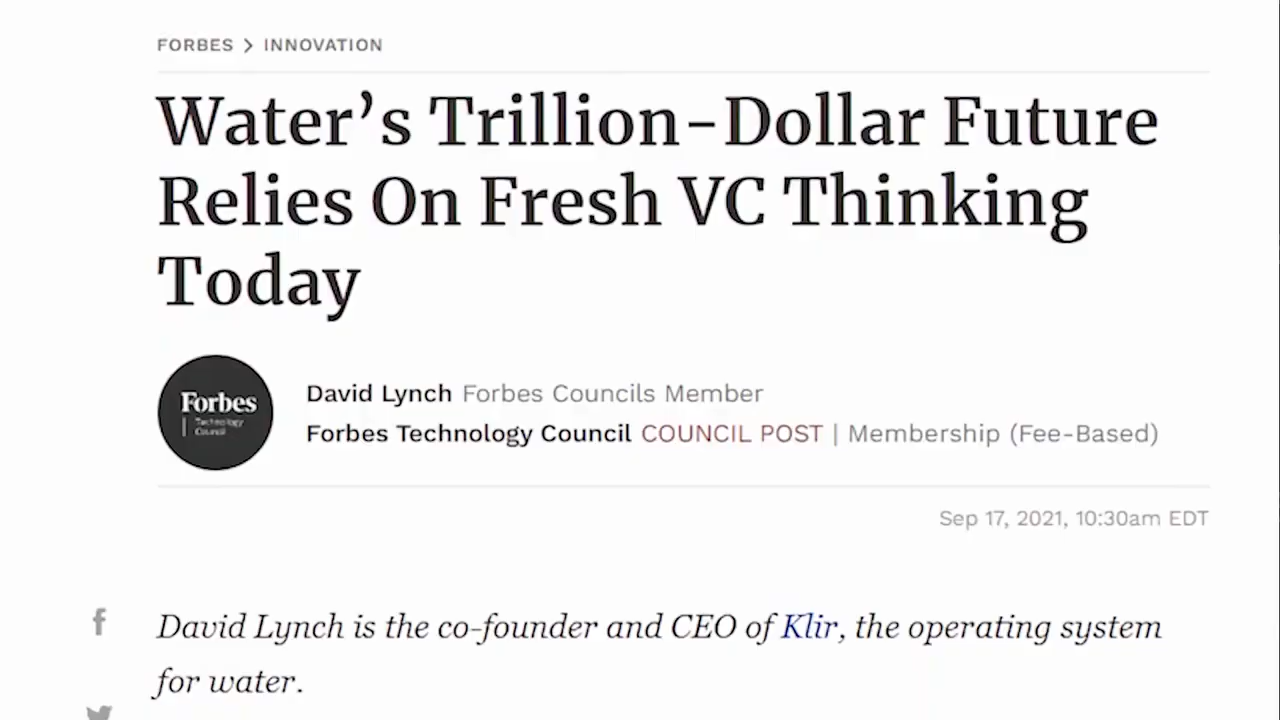 FORBES > INNOVATION
Water’s Trillion-Dollar Future
Relies On Fresh VC Thinking
Today
Forbes
Technology
Council
David Lynch Forbes Councils Member
Forbes Technology Council COUNCIL POST | Membership (Fee-Based)
Sep 17, 2021, 10:30am EDT
David Lynch is the co-founder and CEO of Klir, the operating system
for water.